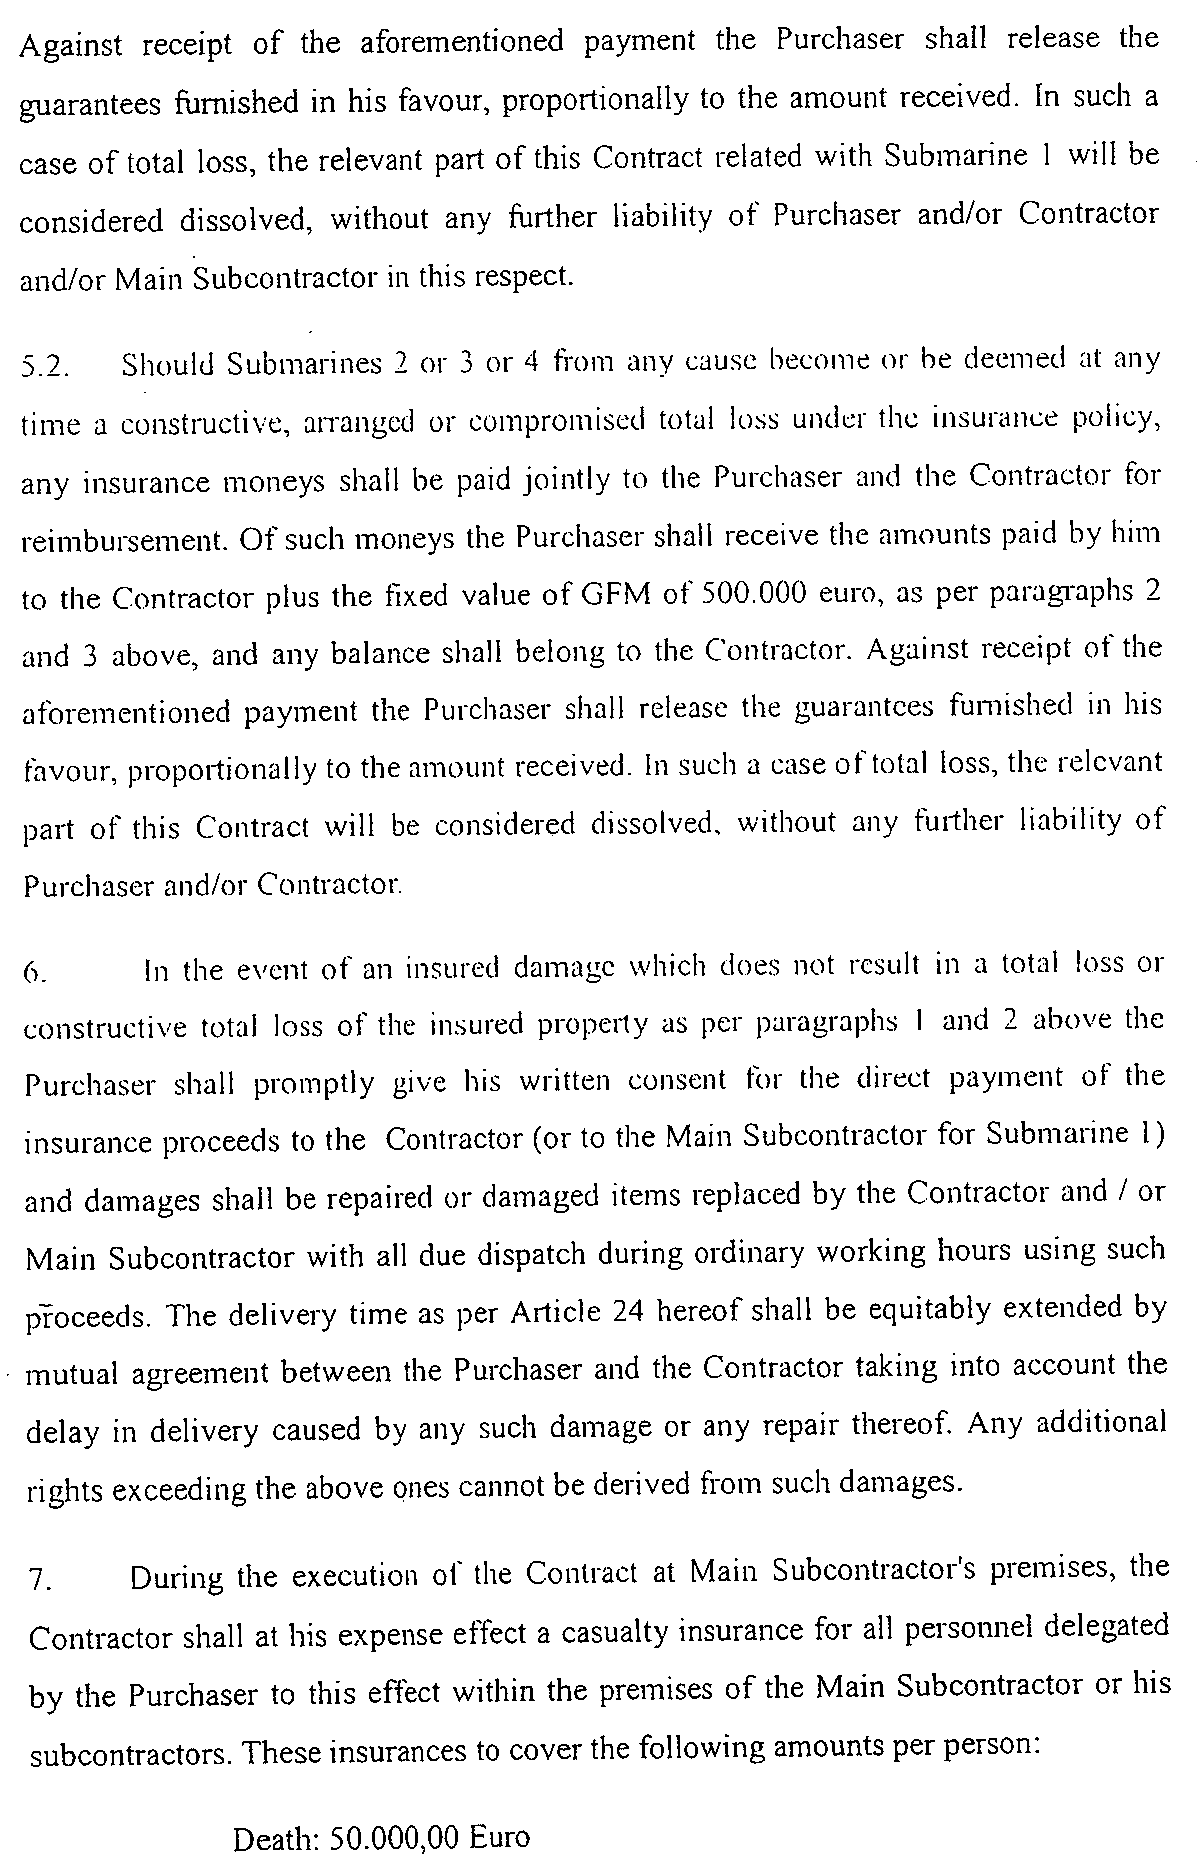 Against receipt of the aforementioned payment the Purchaser shall release the
guarantees furnished in his favour, proportionally to the amount received. In such a
case of total loss, the relevant part of this Contract related with Submarine 1 will be
considered dissolved, without any further liability of Purchaser and/or Contractor
and/or Main Subcontractor in this respect.
5.2. Should Submarines 2 or 3 or 4 from any cause become or be deemed at any
time a constructive, arranged or compromised total loss under the insurance policy,
any insurance moneys shall be paid jointly to the Purchaser and the Contractor for
reimbursement. Of such moneys the Purchaser shall receive the amounts paid by him
to the Contractor plus the fixed value of GFM of 500.000 euro, as per paragraphs 2
and 3 above, and any balance shall belong to the Contractor. Against receipt of the
aforementioned payment the Purchaser shall release the guarantees furnished in his
favour, proportionally to the amount received. In such a case of total loss, the relevant
part of this Contract will be considered dissolved, without any further liability of
Purchaser and/or Contractor.
6. In the event of an insured damage which does not result in a total loss or
constructive total loss of the insured property as per paragraphs 1 and 2 above the
Purchaser shall promptly give his written consent for the direct payment of the
insurance proceeds to the Contractor (or to the Main Subcontractor for Submarine 1)
and damages shall be repaired or damaged items replaced by the Contractor and / or
Main Subcontractor with all due dispatch during ordinary working hours using such
proceeds. The delivery time as per Article 24 hereof shall be equitably extended by
mutual agreement between the Purchaser and the Contractor taking into account the
delay in delivery caused by any such damage or any repair thereof. Any additional
rights exceeding the above ones cannot be derived from such damages.
7. During the execution of the Contract at Main Subcontractor's premises, the
Contractor shall at his expense effect a casualty insurance for all personnel delegated
by the Purchaser to this effect within the premises of the Main Subcontractor or his
subcontractors. These insurances to cover the following amounts per person:
Death: 50.000,00 Euro